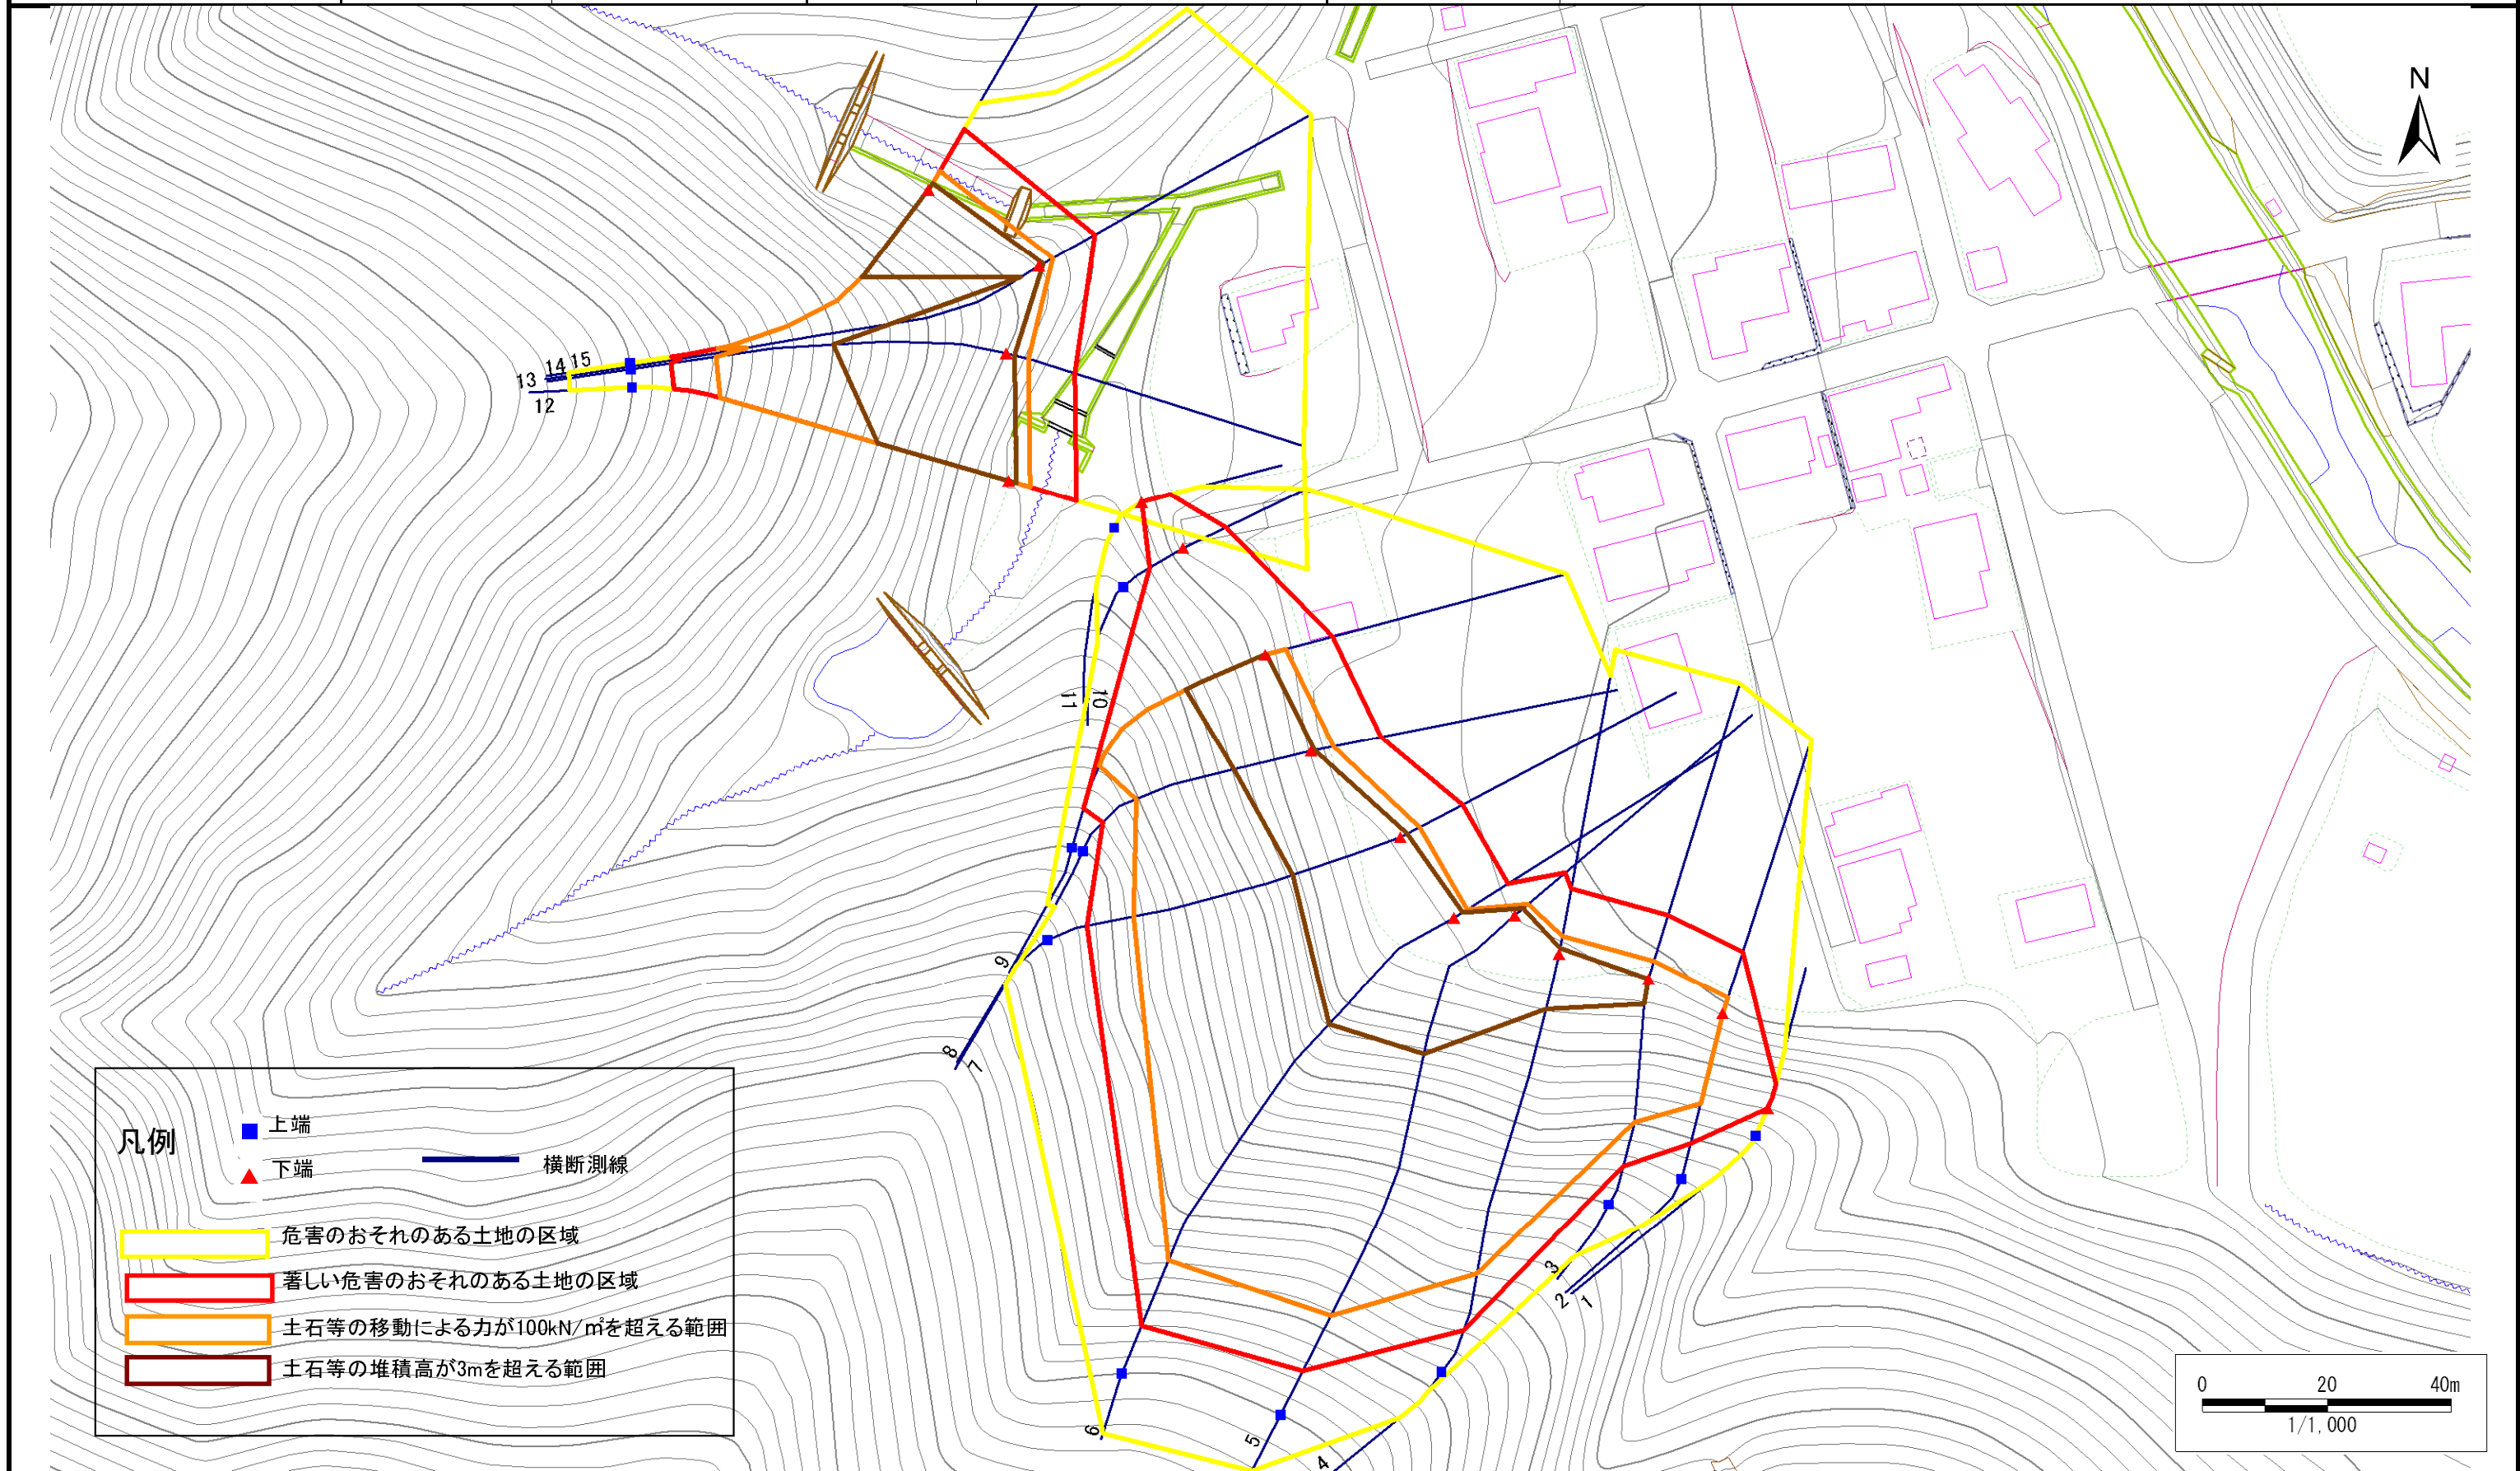 N
15
14
13
12
11
10
9
8
7
3
2
1
6
5
4
凡例
上端
下端
横断測線
危害のおそれのある土地の区域
著しい危害のおそれのある土地の区域
土石等の移動による力が100kN/㎡を超える範囲
土石等の堆積高が3mを超える範囲
0 20 40m
1/1,000